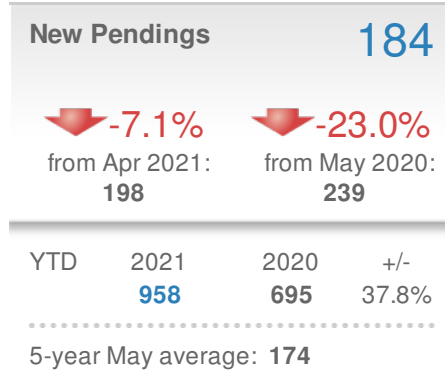 New Pendings 184
-7.1% -23.0%
from Apr 2021: from May 2020:
198 239
YTD 2021 2020 +/-
958 695 37.8%
5-year May average: 174